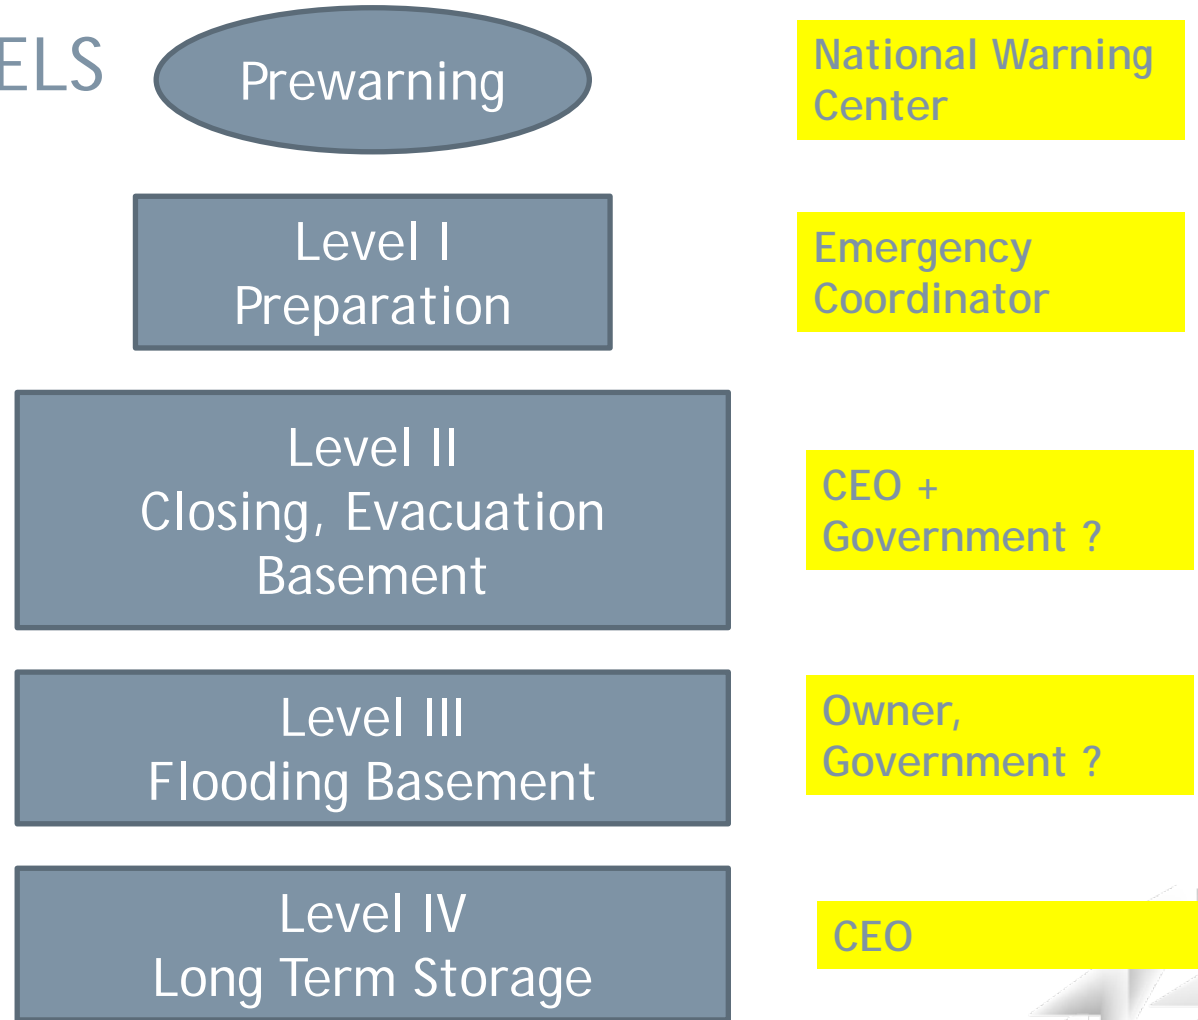 ELS
Prewarning
National Warning
Center
Level I
Preparation
Emergency
Coordinator
Level II
Closing, Evacuation
Basement
CEO +
Government ?
Level III
Flooding Basement
Owner,
Government ?
Level IV
Long Term Storage
CEO